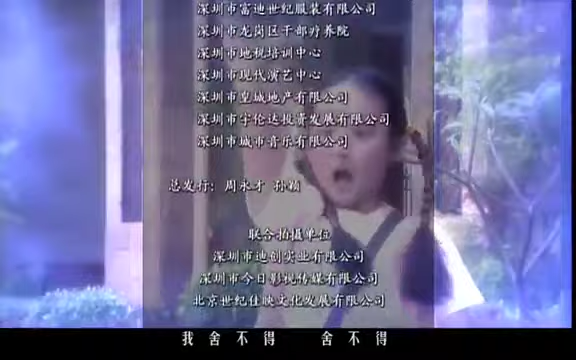 深圳市富迪世纪服装有限公司
深圳市龙岗区干部疗养院
深圳市地税培训中心
深圳市现代演艺中心
深圳市皇城地产有限公司
深圳市宇伦达投资发展有限公司
深圳市城市音乐有限公司
总发行：周永才 孙颖
联合拍摄单位
深圳市迪创实业有限公司
深圳市今日影视传媒有限公司
北京世纪佳映文化发展有限公司
我舍不得 舍不得